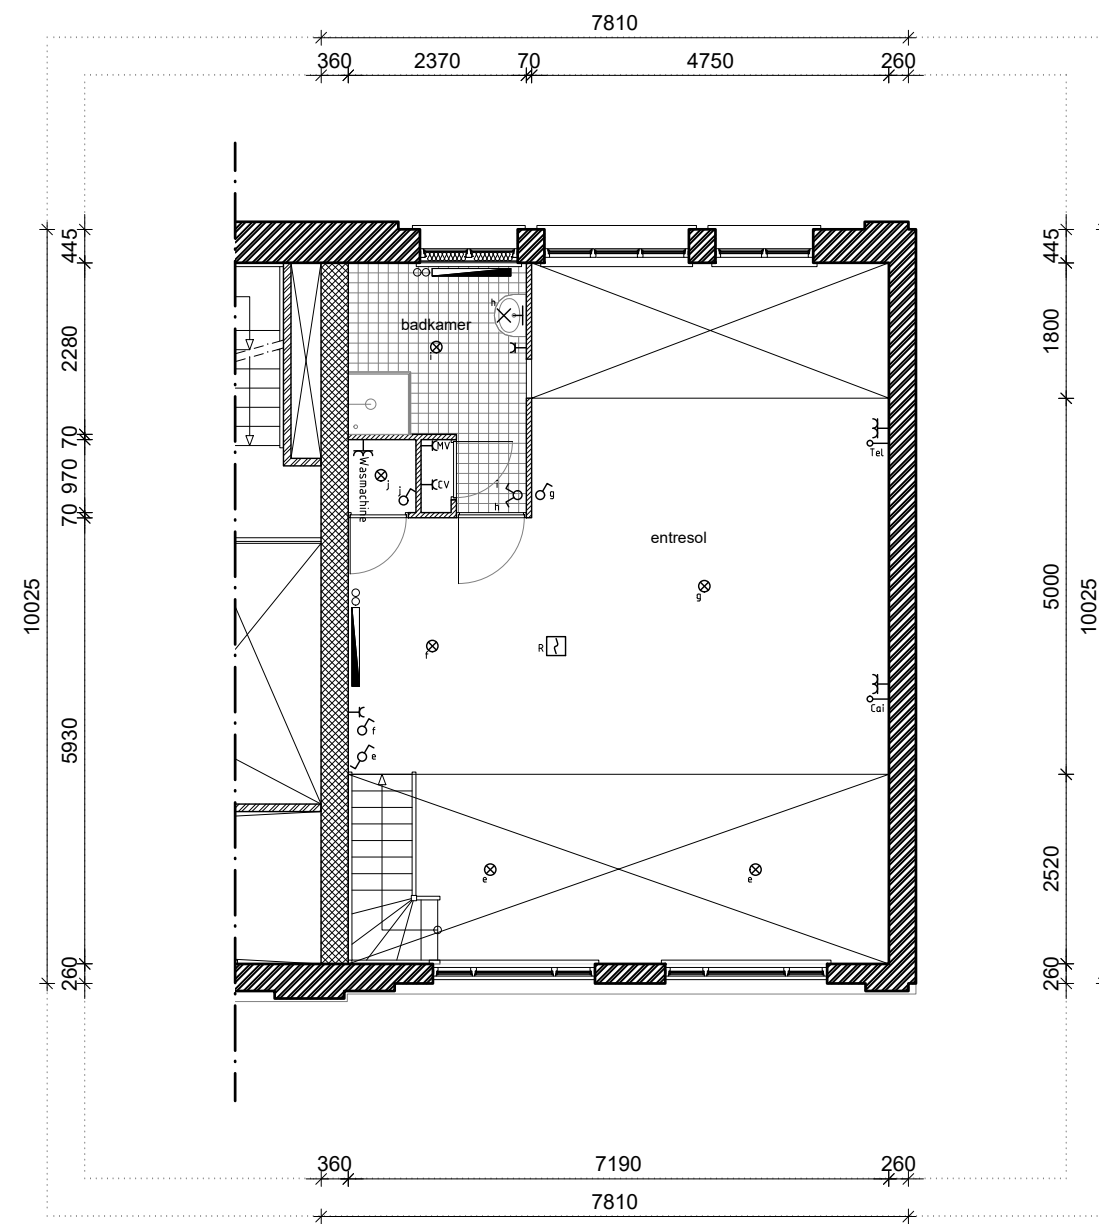 7810
360 2370 70 4750 260
445
445
h
badkamer
2280
i
1800
Tel
70
MV
Wasmachine
j
j
CV
970
i
g
h
70
entresol
10025
5000
10025
g
f
R
5930
Cai
f
e
e
e
2520
260
260
360 7190 260
7810